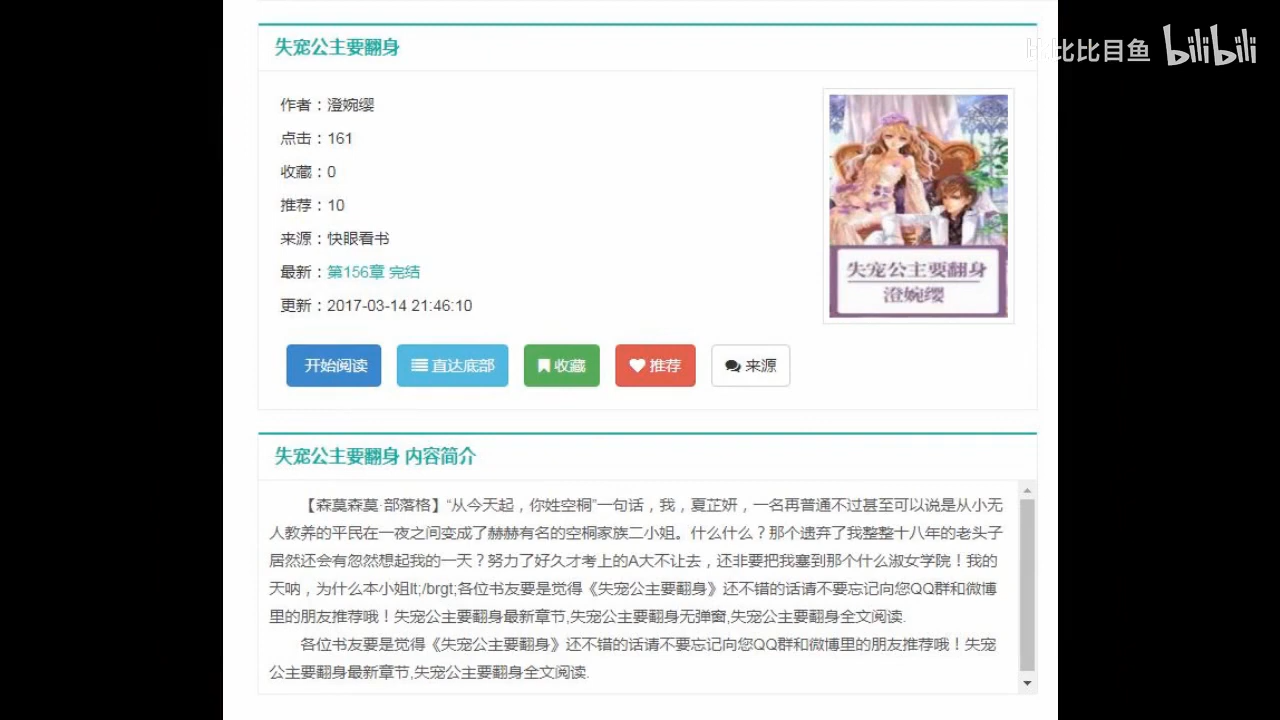 失宠公主要翻身
比比目鱼 bilibili
作者：澄婉缨
点击：161
收藏：0
推荐：10
来源：快眼看书
最新：第156章 完结
更新：2017-03-14 21:46:10
失宠公主要翻身
澄婉缨
开始阅读 直达底部 收藏 推荐 来源
失宠公主要翻身 内容简介
【森莫森莫·部落格】“从今天起，你姓空桐”一句话，我，夏芷妍，一名再普通不过甚至可以说是从小无
人教养的平民在一夜之间变成了赫赫有名的空桐家族二小姐。什么什么？那个遗弃了我整整十八年的老头子
居然还会有忽然想起我的一天？努力了好久才考上的A大不让去，还非要把我塞到那个什么淑女学院！我的
天呐，为什么本小姐lt;/brgt;各位书友要是觉得《失宠公主要翻身》还不错的话请不要忘记向您QQ群和微博
里的朋友推荐哦！失宠公主要翻身最新章节,失宠公主要翻身无弹窗,失宠公主要翻身全文阅读.
各位书友要是觉得《失宠公主要翻身》还不错的话请不要忘记向您QQ群和微博里的朋友推荐哦！失宠
公主要翻身最新章节,失宠公主要翻身全文阅读.